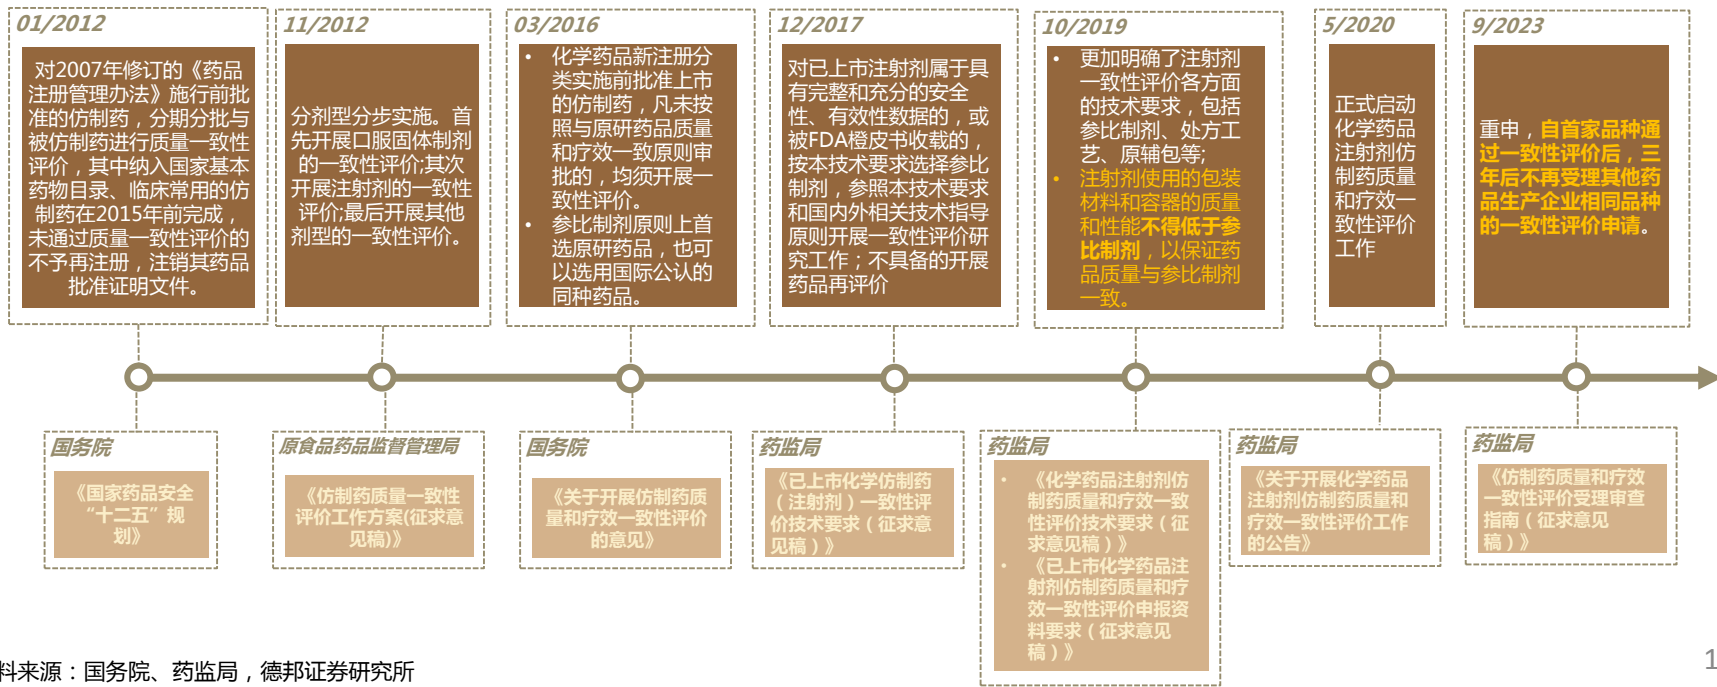 01/2012
对2007年修订的《药品
注册管理办法》施行前批
准的仿制药，分期分批与
被仿制药进行质量一致性
评价，其中纳入国家基本
药物目录、临床常用的仿
制药在2015年前完成，
未通过质量一致性评价的
不予再注册，注销其药品
批准证明文件。
11/2012
分剂型分步实施。首
先开展口服固体制剂
的一致性评价;其次
开展注射剂的一致性
评价;最后开展其他
剂型的一致性评价。
03/2016
• 化学药品新注册分
类实施前批准上市
的仿制药，凡未按
照与原研药品质量
和疗效一致原则审
批的，均须开展一
致性评价。
• 参比制剂原则上首
选原研药品，也可
以选用国际公认的
同种药品。
12/2017
对已上市注射剂属于具
有完整和充分的安全
性、有效性数据的，或
被FDA橙皮书收载的，
按本技术要求选择参比
制剂，参照本技术要求
和国内外相关技术指导
原则开展一致性评价研
究工作；不具备的开展
药品再评价
10/2019
• 更加明确了注射剂
一致性评价各方面
的技术要求，包括
参比制剂、处方工
艺、原辅包等;
• 注射剂使用的包装
材料和容器的质量
和性能不得低于参
比制剂，以保证药
品质量与参比制剂
一致。
5/2020
正式启动
化学药品
注射剂仿
制药质量
和疗效一
致性评价
工作
9/2023
重申，自首家品种通
过一致性评价后，三
年后不再受理其他药
品生产企业相同品种
的一致性评价申请。
国务院
《国家药品安全
“十二五”规
划》
原食品药品监督管理局
《仿制药质量一致性
评价工作方案(征求意
见稿)》
国务院
《关于开展仿制药质
量和疗效一致性评价
的意见》
药监局
《已上市化学仿制药
（注射剂）一致性评
价技术要求（征求意
见稿）》
药监局
• 《化学药品注射剂仿
制药质量和疗效一致
性评价技术要求（征
求意见稿）》
• 《已上市化学药品注
射剂仿制药质量和疗
效一致性评价申报资
料要求（征求意见
稿）》
药监局
《关于开展化学药品
注射剂仿制药质量和
疗效一致性评价工作
的公告》
药监局
《仿制药质量和疗效
一致性评价受理审查
指南（征求意见
稿）》
料来源：国务院、药监局，德邦证券研究所
1